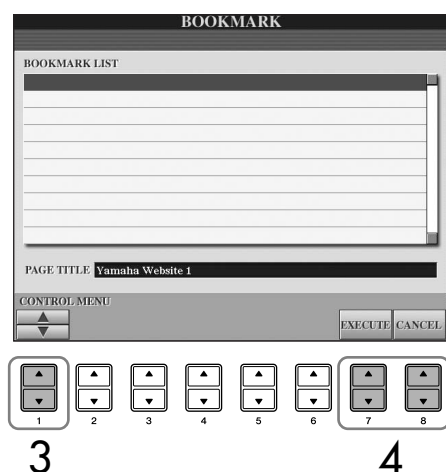 BOOKMARK
BOOKMARK LIST
PAGE TITLE Yamaha Website 1
CONTROL MENU
EXECUTE CANCEL
1 2 3 4 5 6 7 8
3 4